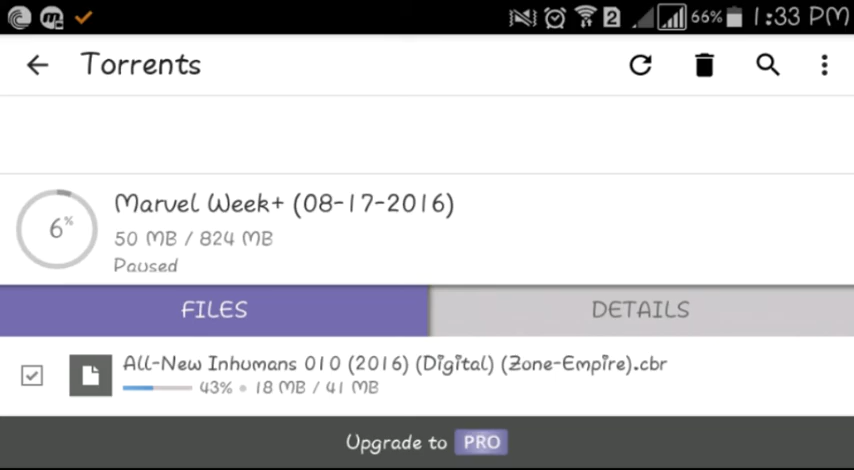 2 66% 1:33 PM
Torrents
6%
Marvel Week+ (08-17-2016)
50 MB / 824 MB
Paused
FILES DETAILS
All-New Inhumans 010 (2016) (Digital) (Zone-Empire).cbr
43% • 18 MB / 41 MB
Upgrade to PRO